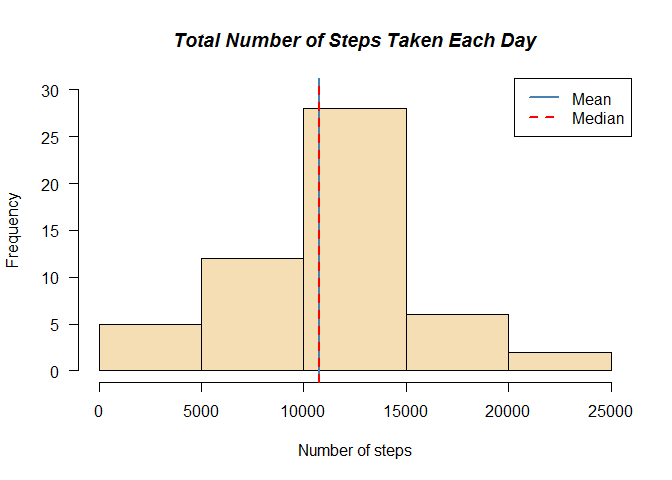 Total Number of Steps Taken Each Day
Mean
Median
Frequency
30
25
20
15
10
5
0
0 5000 10000 15000 20000 25000
Number of steps